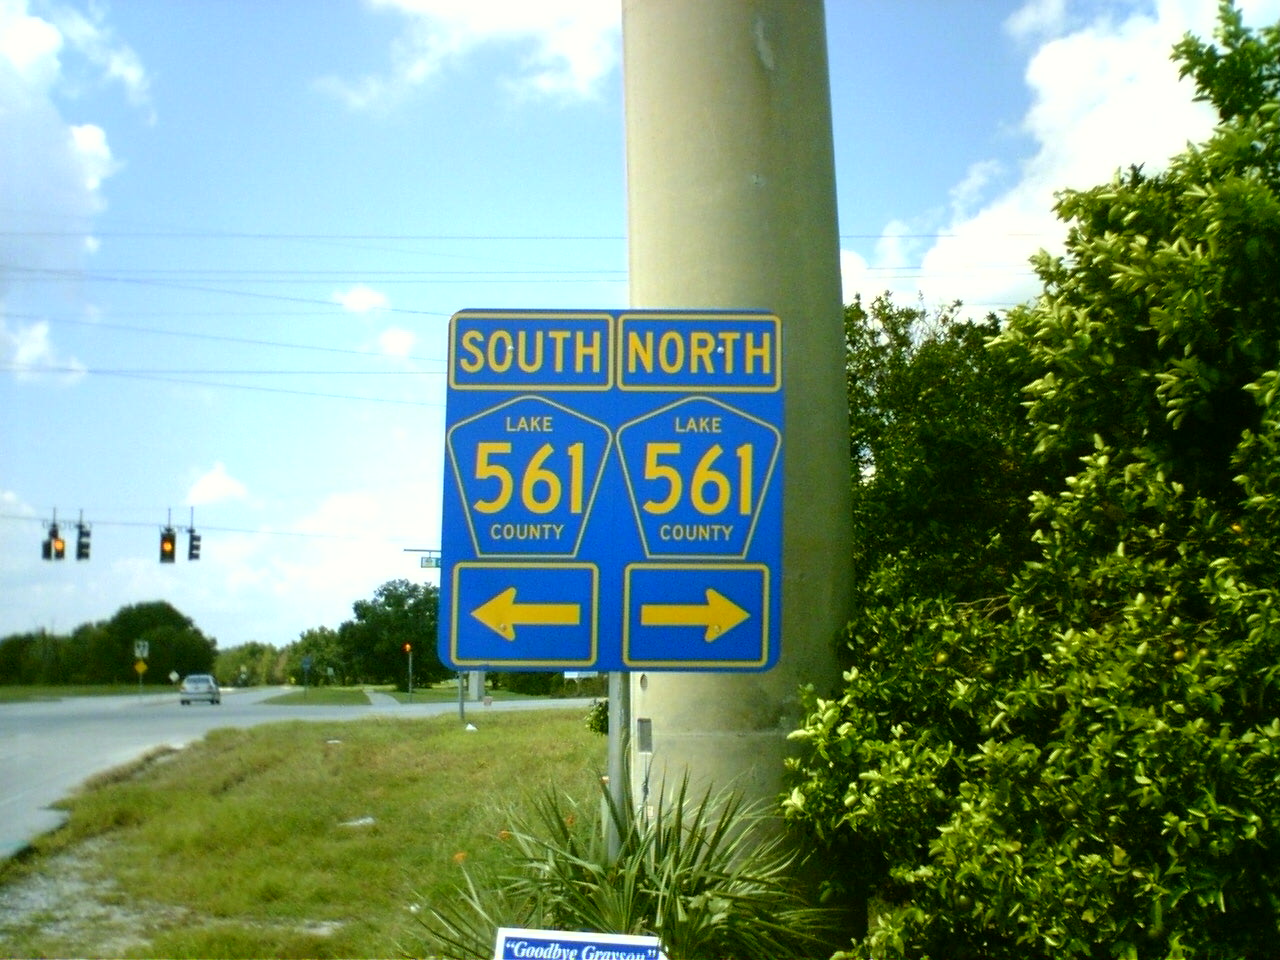 SOUTH NORTH
LAKE LAKE
561 561
COUNTY COUNTY
"Goodbye Grayson"